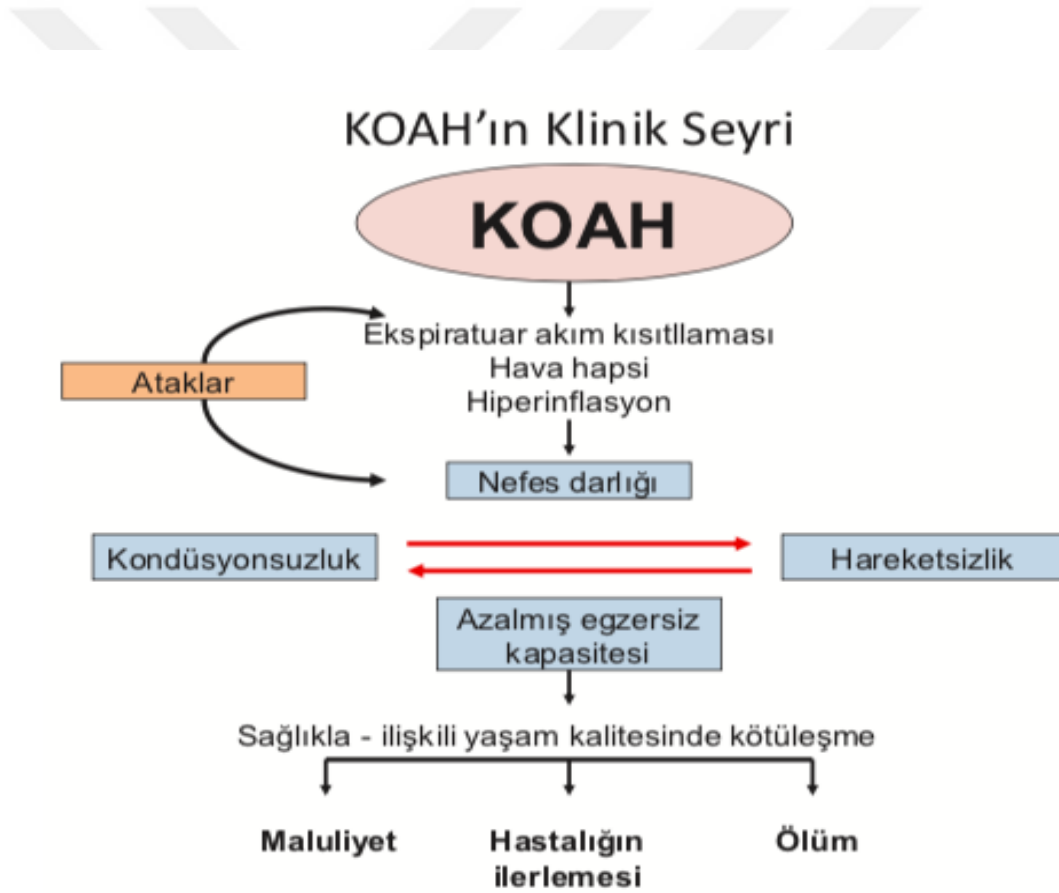 KOAH'ın Klinik Seyri
KOAH
Ekspiratuar akım kısıtllaması
Hava hapsi
Hiperinflasyon
Ataklar
Nefes darlığı
Kondüsyonsuzluk
Hareketsizlik
Azalmış egzersiz
kapasitesi
Sağlıkla - ilişkili yaşam kalitesinde kötüleşme
Maluliyet
Hastalığın
ilerlemesi
Ölüm